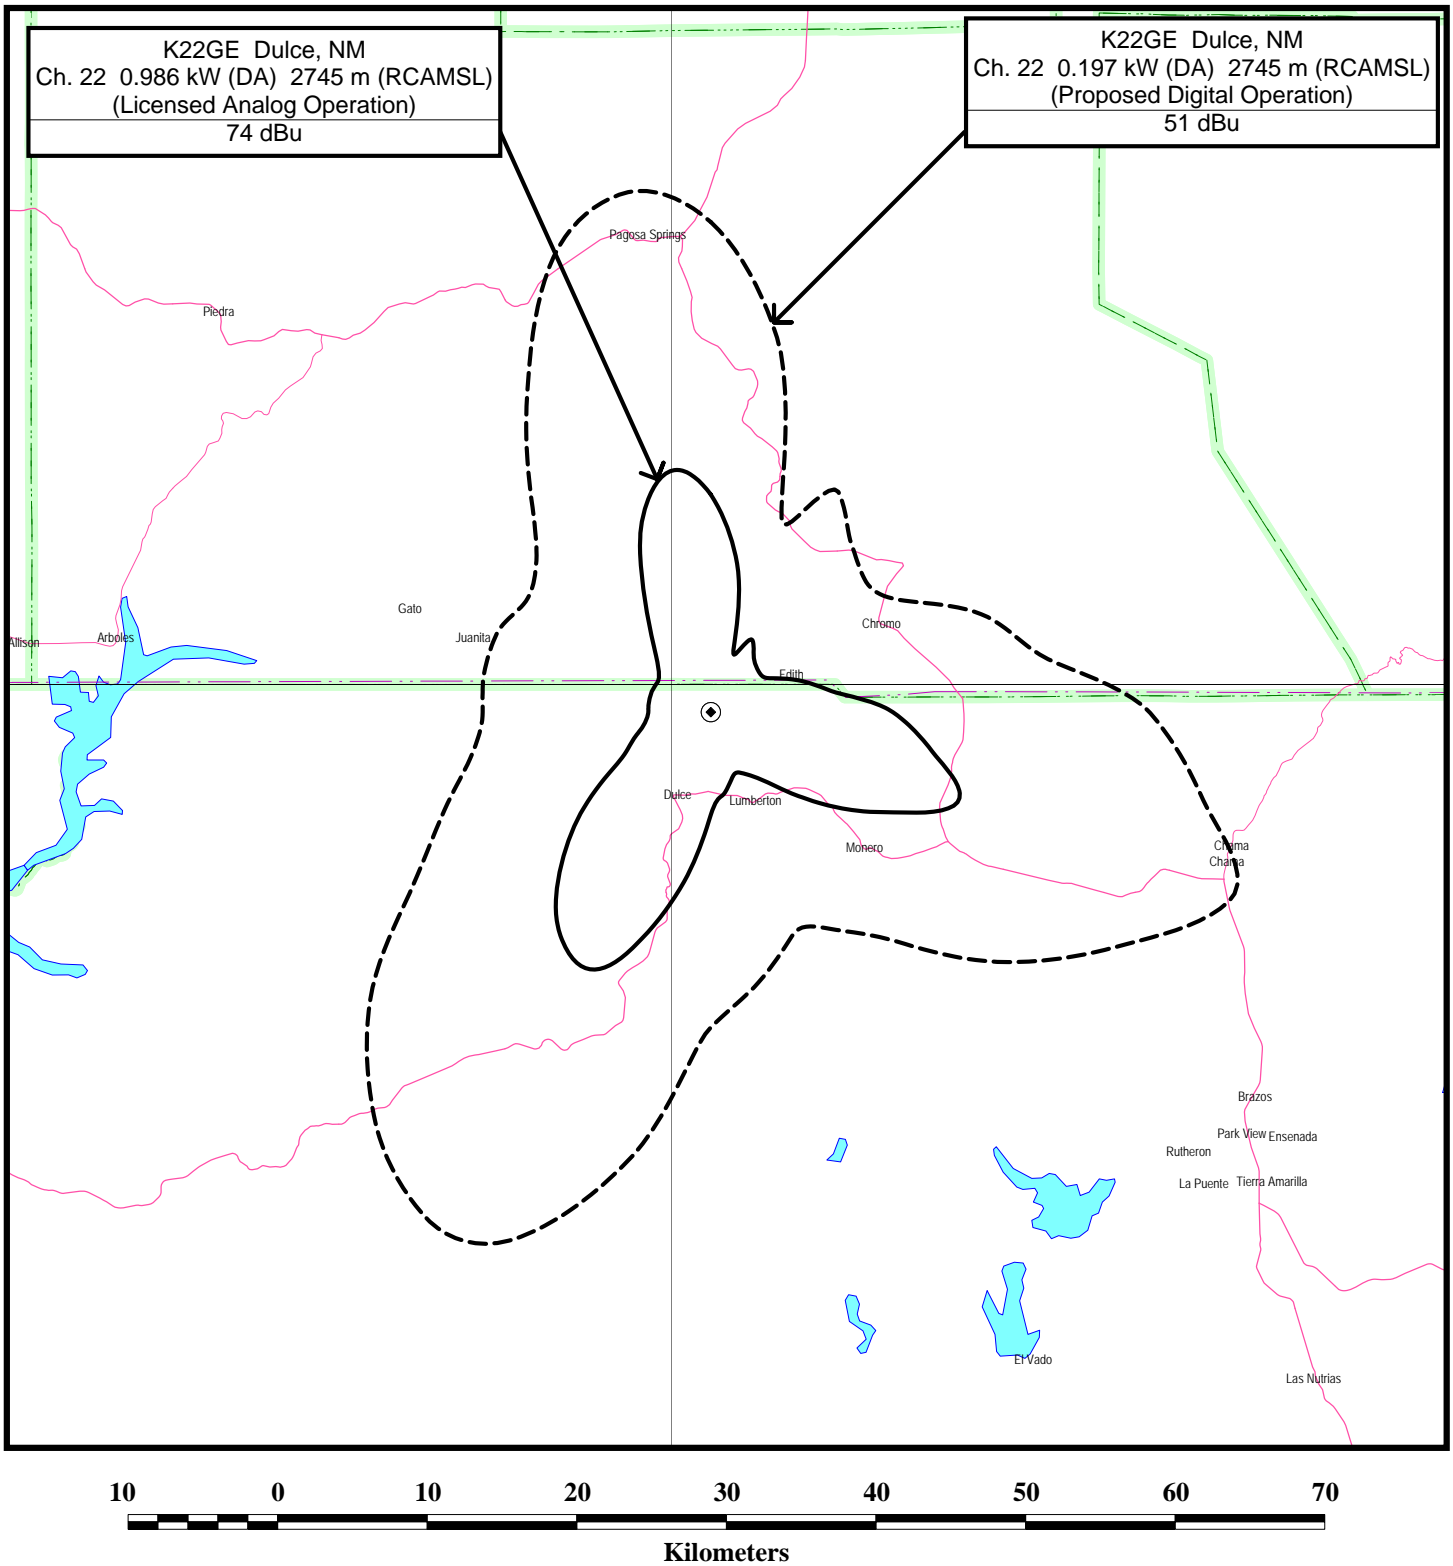 K22GE Dulce, NM
Ch. 22 0.986 kW (DA) 2745 m (RCAMSL)
(Licensed Analog Operation)
74 dBu
K22GE Dulce, NM
Ch. 22 0.197 kW (DA) 2745 m (RCAMSL)
(Proposed Digital Operation)
51 dBu
Pagosa Springs
Piedra
Gato
Allison
Arboles
Juanita
Chromo
Edith
Dulce
Lumberton
Monero
Chama
Chama
Brazos
Park View
Ensenada
Rutheron
La Puente
Tierra Amarilla
El Vado
Las Nutrias
10 0 10 20 30 40 50 60 70
Kilometers